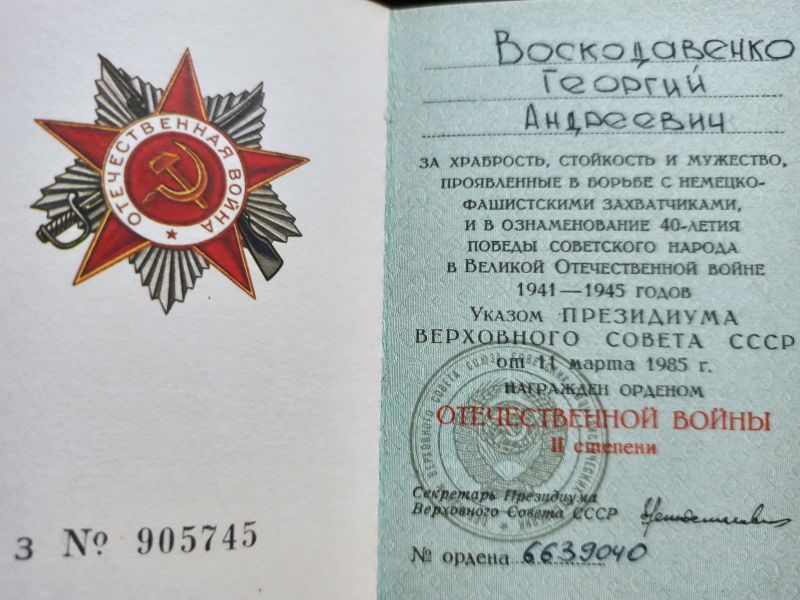 ОТЕЧЕСТВЕННАЯ ВОЙНА
З № 905745
Воскодавенко
Георгий
Андреевич
ЗА ХРАБРОСТЬ, СТОЙКОСТЬ И МУЖЕСТВО,
ПРОЯВЛЕННЫЕ В БОРЬБЕ С НЕМЕЦКО-
ФАШИСТСКИМИ ЗАХВАТЧИКАМИ,
И В ОЗНАМЕНОВАНИЕ 40-ЛЕТИЯ
ПОБЕДЫ СОВЕТСКОГО НАРОДА
В ВЕЛИКОЙ ОТЕЧЕСТВЕННОЙ ВОЙНЕ
1941—1945 ГОДОВ
УКАЗОМ ПРЕЗИДИУМА
ВЕРХОВНОГО СОВЕТА СССР
от 11 марта 1985 г.
НАГРАЖДЕН ОРДЕНОМ
ОТЕЧЕСТВЕННОЙ ВОЙНЫ
II степени
Секретарь Президиума
Верховного Совета СССР
№ ордена 6639040